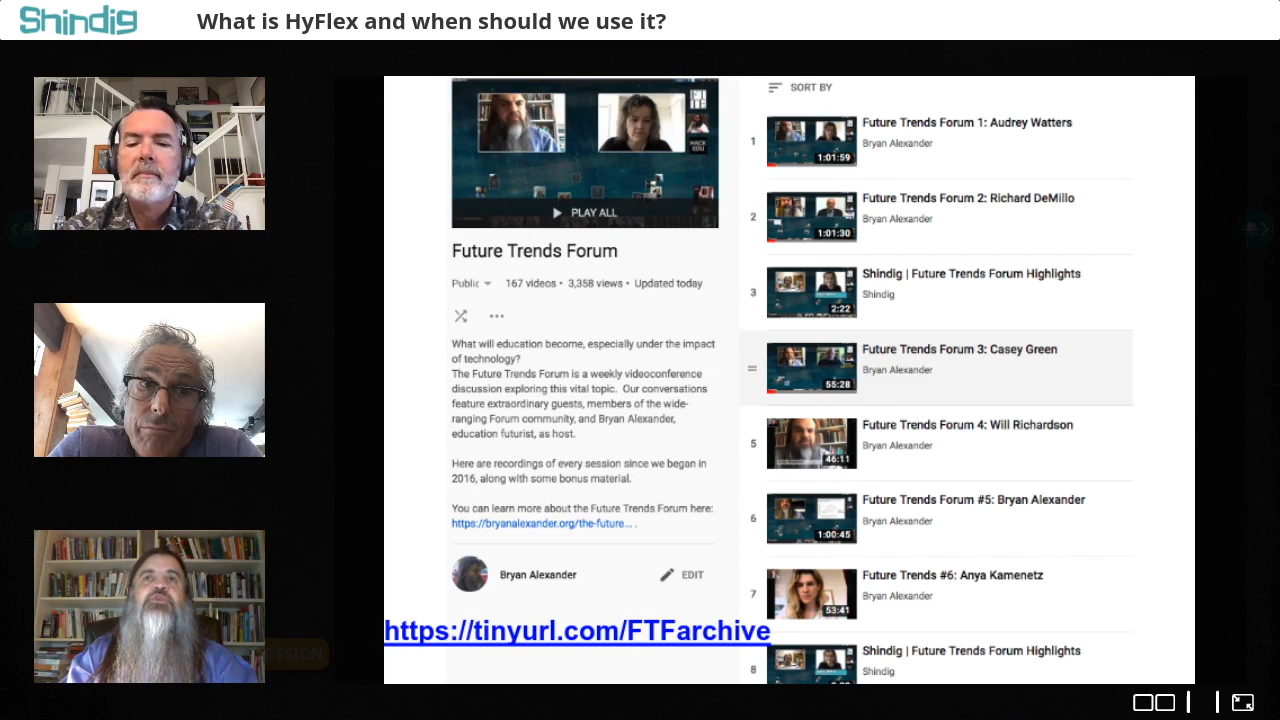 Shindig
What is HyFlex and when should we use it?
HACK
EDU
PLAY ALL
Future Trends Forum
Public
167 videos • 3,358 views • Updated today
What will education become, especially under the impact
of technology?
The Future Trends Forum is a weekly videoconference
discussion exploring this vital topic. Our conversations
feature extraordinary guests, members of the wide-
ranging Forum community, and Bryan Alexander,
education futurist, as host.
Here are recordings of every session since we began in
2016, along with some bonus material.
You can learn more about the Future Trends Forum here:
https://bryanalexander.org/the-future... .
Bryan Alexander
EDIT
https://tinyurl.com/FTFarchive
SORT BY
1
1:01:59
Future Trends Forum 1: Audrey Watters
Bryan Alexander
2
1:01:30
Future Trends Forum 2: Richard DeMillo
Bryan Alexander
3
2:22
Shindig | Future Trends Forum Highlights
Shindig
55:28
Future Trends Forum 3: Casey Green
Bryan Alexander
5
46:11
Future Trends Forum 4: Will Richardson
Bryan Alexander
6
1:00:45
Future Trends Forum #5: Bryan Alexander
Bryan Alexander
7
53:41
Future Trends #6: Anya Kamenetz
Bryan Alexander
8
Shindig | Future Trends Forum Highlights
Shindig
ESIGN